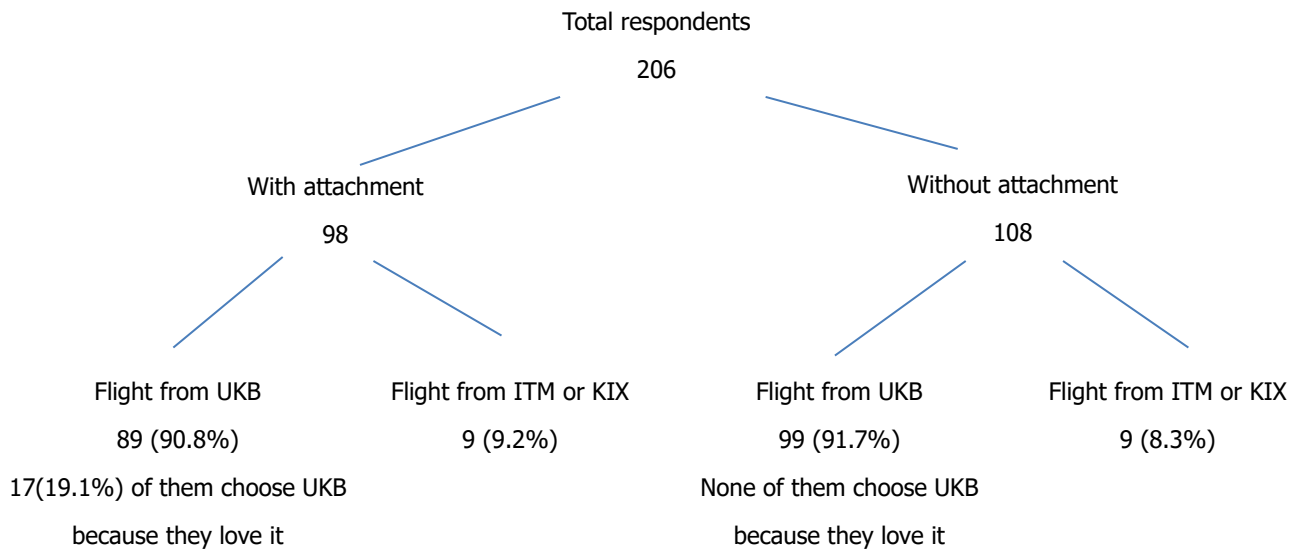 Total respondents
206
With attachment
98
Without attachment
108
Flight from UKB
89 (90.8%)
17(19.1%) of them choose UKB
because they love it
Flight from ITM or KIX
9 (9.2%)
Flight from UKB
99 (91.7%)
None of them choose UKB
because they love it
Flight from ITM or KIX
9 (8.3%)